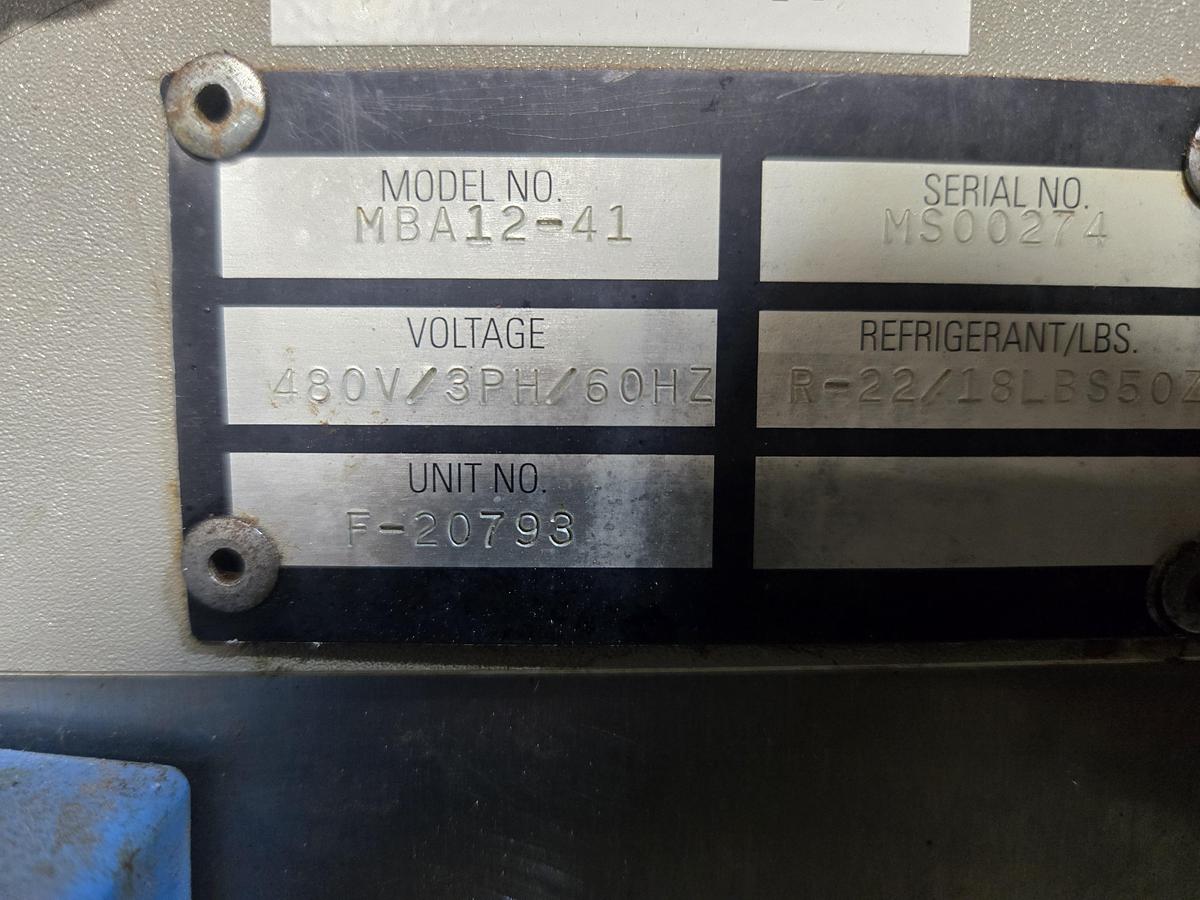 MODEL NO.
MBA12-41
SERIAL NO.
MS00274
VOLTAGE
480V/3PH/60HZ
REFRIGERANT/LBS.
R-22/18LBS5OZ
UNIT NO.
F-20793